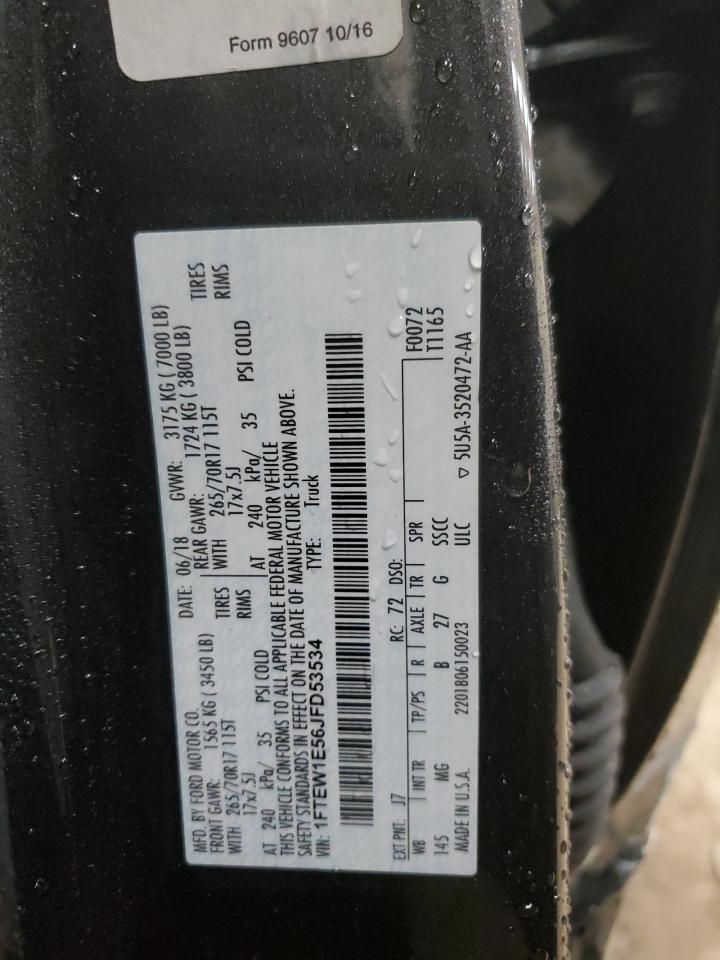 Form 9607 10/16
MFD. BY FORD MOTOR CO. DATE: 06/18 GVWR: 3175 KG ( 7000 LB)
FRONT GAWR: 1565 KG ( 3450 LB) REAR GAWR: 1724 KG ( 3800 LB)
WITH 265/70R17 115T TIRES WITH 265/70R17 115T TIRES
17x7.5J RIMS 17x7.5J RIMS
AT 240 kPa/ 35 PSI COLD AT 240 kPa/ 35 PSI COLD
THIS VEHICLE CONFORMS TO ALL APPLICABLE FEDERAL MOTOR VEHICLE
SAFETY STANDARDS IN EFFECT ON THE DATE OF MANUFACTURE SHOWN ABOVE.
VIN: 1FTEW1E56JFD53534 TYPE: Truck
EXT PNT: J7 RC: 72 DSO: F0072
WB INT TR TP/PS R AXLE TR SPR T1165
145 MG B 27 G SSCC
MADE IN U.S.A. 2201806150023 ULC ▽ 5U5A-3520472-AA